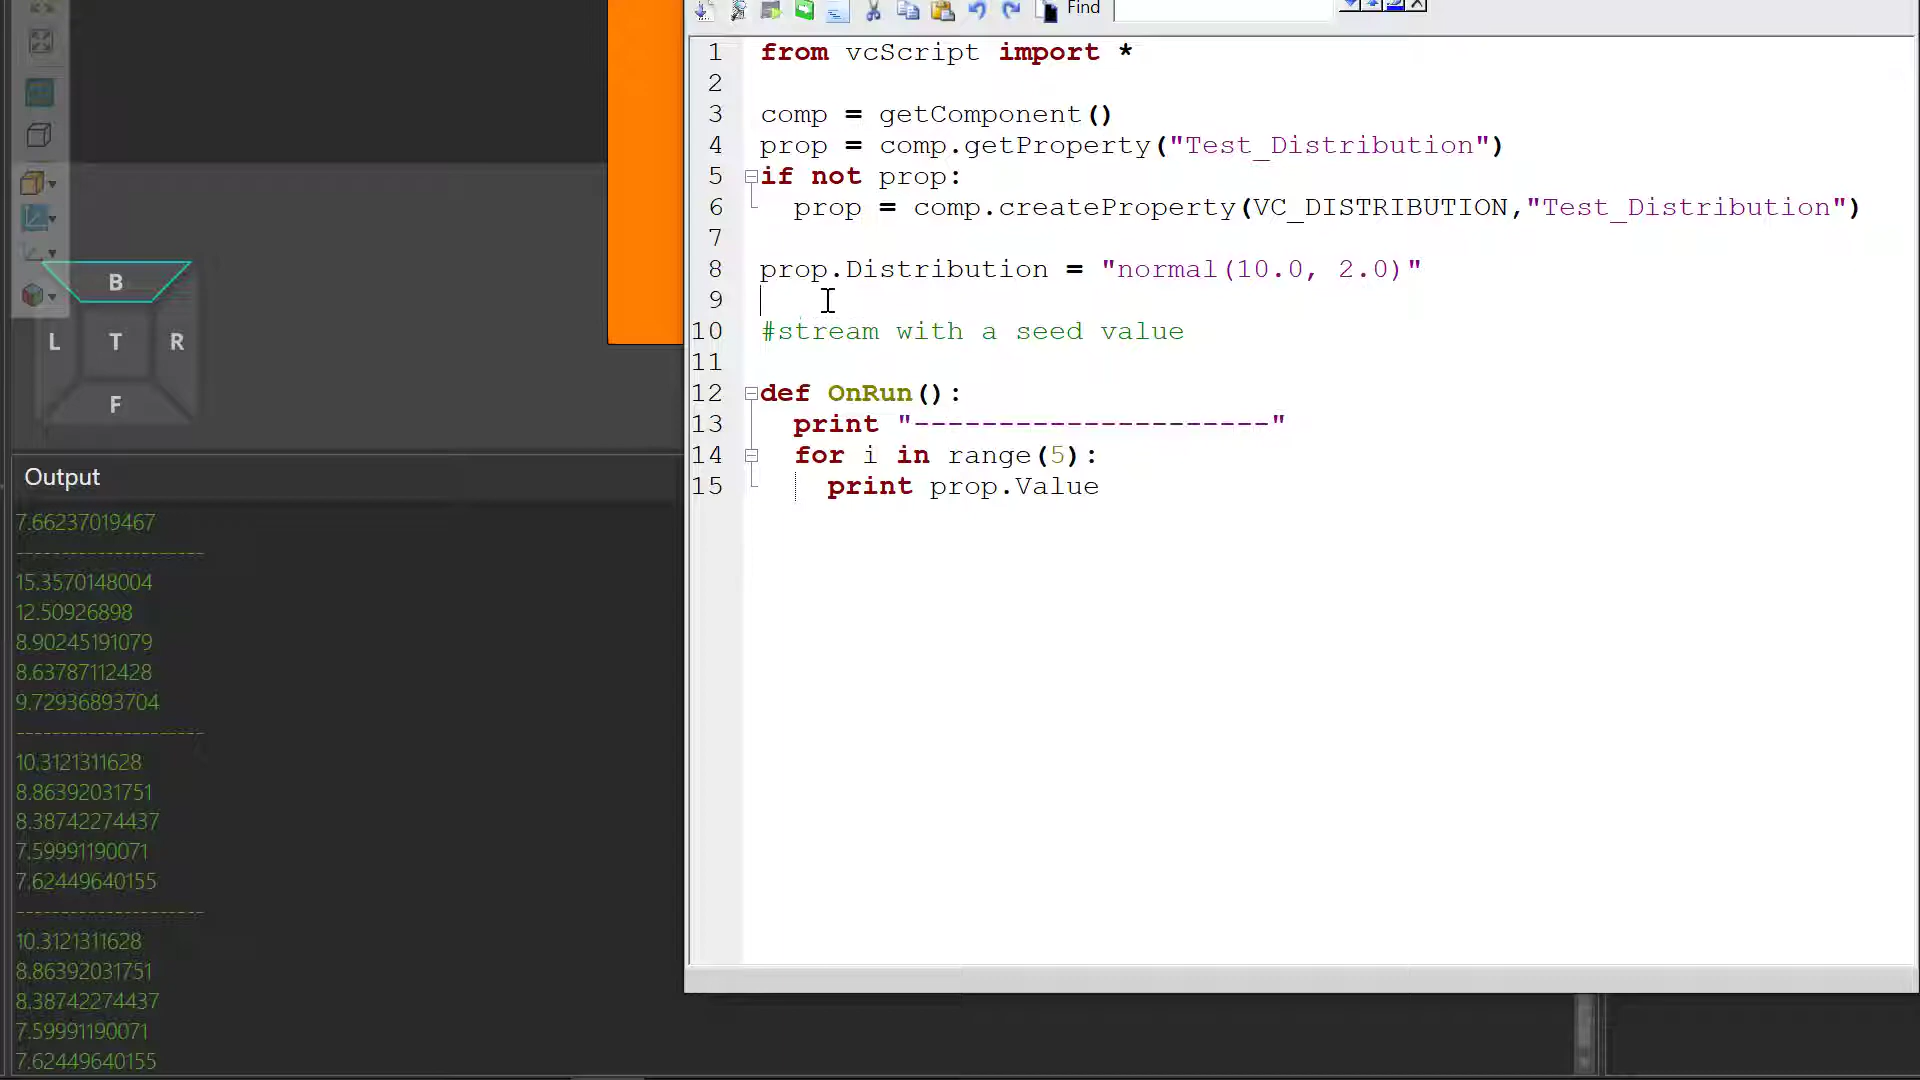 Find
1 from vcScript import *
2
3 comp = getComponent()
4 prop = comp.getProperty("Test_Distribution")
5 if not prop:
6 prop = comp.createProperty(VC_DISTRIBUTION,"Test_Distribution")
7
8 prop.Distribution = "normal(10.0, 2.0)"
9
10 #stream with a seed value
11
12 def OnRun():
13 print "---------------------"
14 for i in range(5):
15 print prop.Value
B
L T R
F
Output
7.66237019467
---------------------
15.3570148004
12.50926898
8.90245191079
8.63787112428
9.72936893704
---------------------
10.3121311628
8.86392031751
8.38742274437
7.59991190071
7.62449640155
---------------------
10.3121311628
8.86392031751
8.38742274437
7.59991190071
7.62449640155